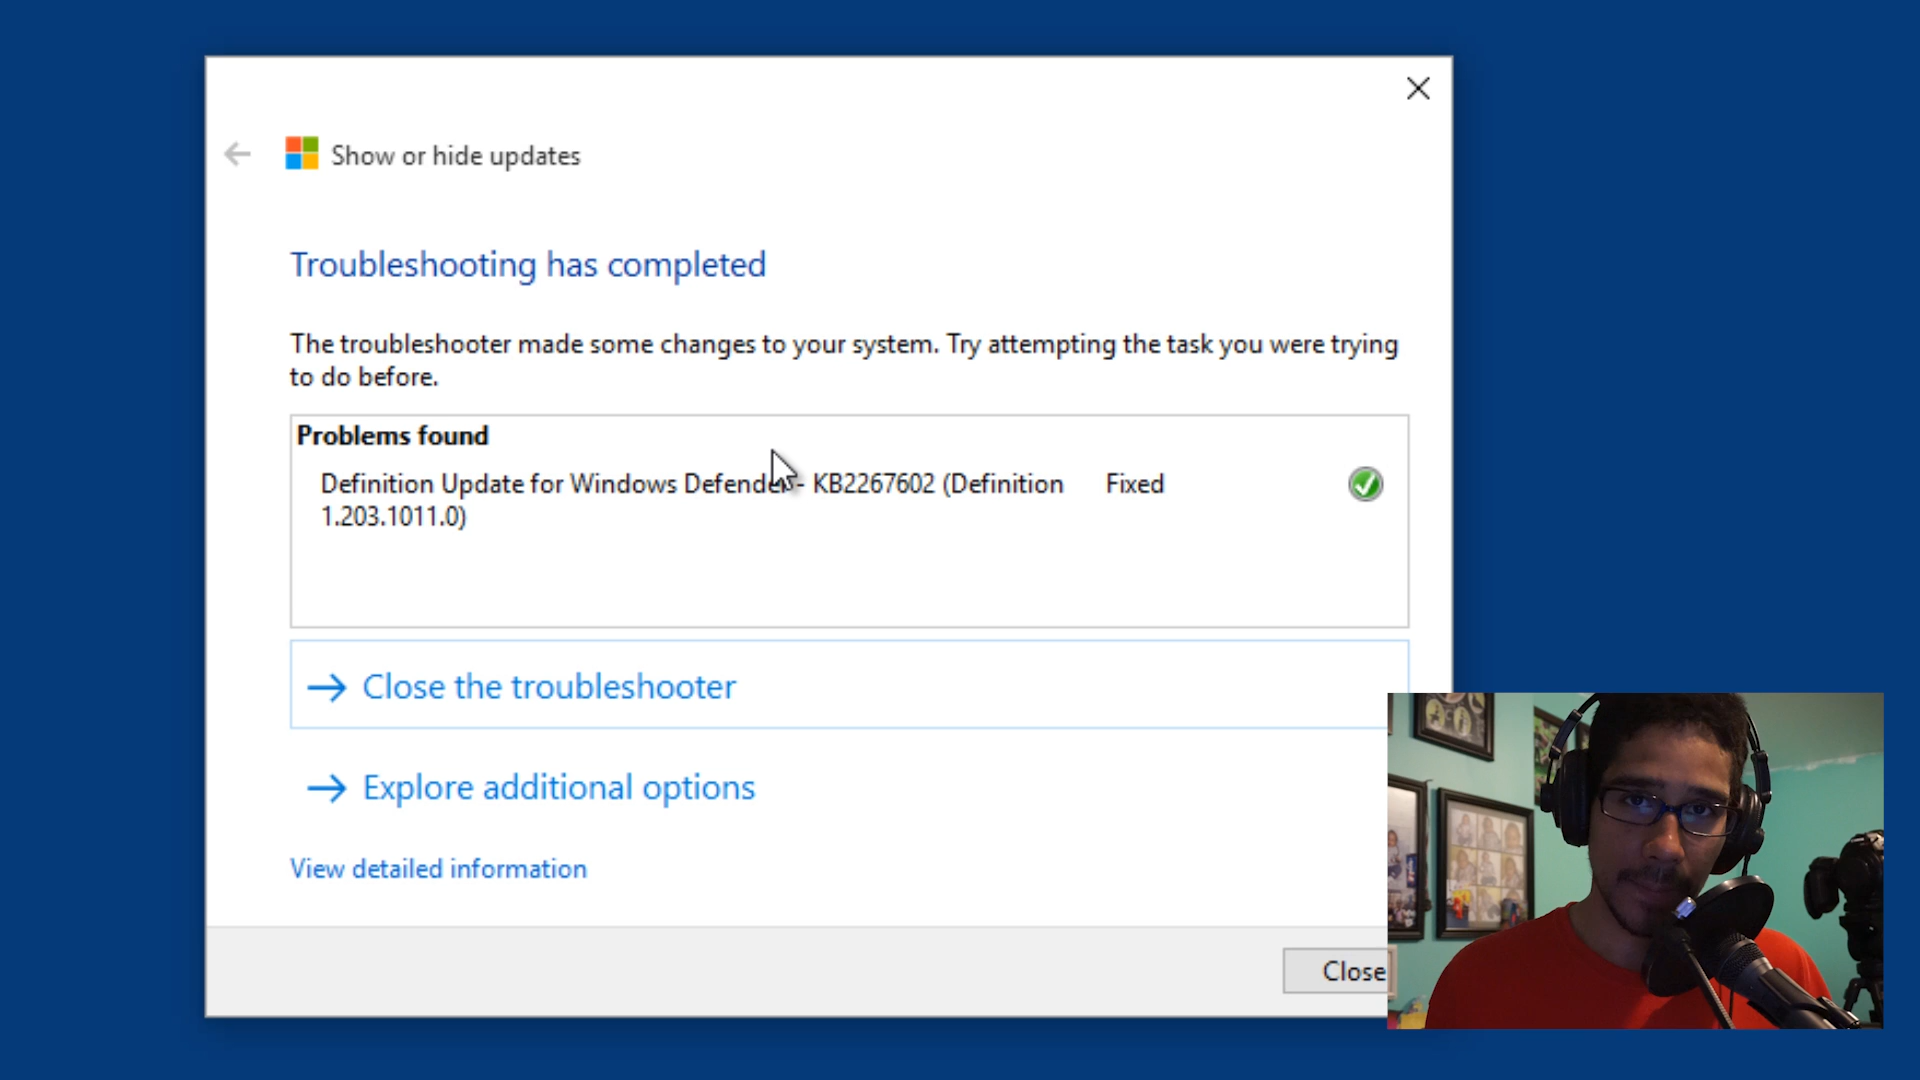 Show or hide updates
Troubleshooting has completed
The troubleshooter made some changes to your system. Try attempting the task you were trying
to do before.
Problems found
Definition Update for Windows Defender - KB2267602 (Definition Fixed
1.203.1011.0)
Close the troubleshooter
Explore additional options
View detailed information
Close